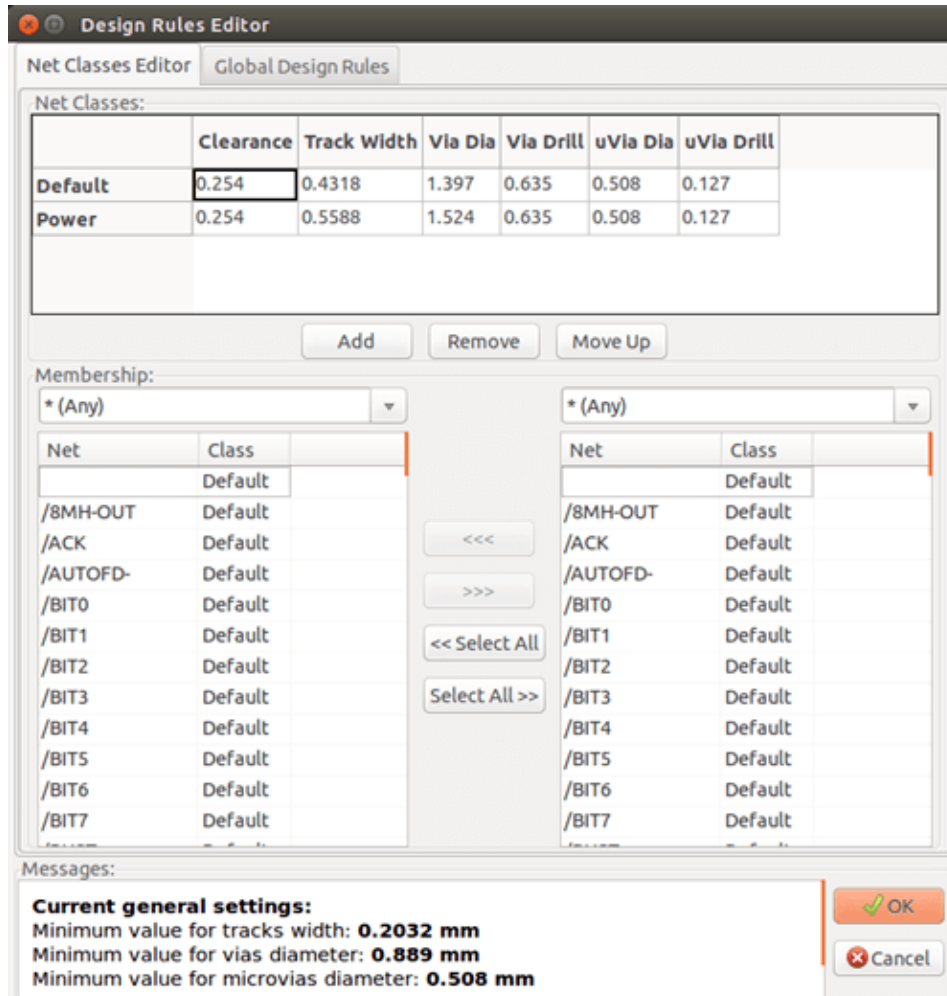 Design Rules Editor
Net Classes Editor Global Design Rules
Net Classes:
Clearance Track Width Via Dia Via Drill uVia Dia uVia Drill
Default 0.254 0.4318 1.397 0.635 0.508 0.127
Power 0.254 0.5588 1.524 0.635 0.508 0.127
Add Remove Move Up
Membership:
* (Any) * (Any)
Net Class Net Class
Default Default
/8MH-OUT Default /8MH-OUT Default
/ACK Default <<< /ACK Default
/AUTOFD- Default /AUTOFD- Default
/BIT0 Default >>> /BIT0 Default
/BIT1 Default << Select All /BIT1 Default
/BIT2 Default /BIT2 Default
/BIT3 Default Select All >> /BIT3 Default
/BIT4 Default /BIT4 Default
/BIT5 Default /BIT5 Default
/BIT6 Default /BIT6 Default
/BIT7 Default /BIT7 Default
Messages:
Current general settings:
Minimum value for tracks width: 0.2032 mm
Minimum value for vias diameter: 0.889 mm
Minimum value for microvias diameter: 0.508 mm
OK
Cancel